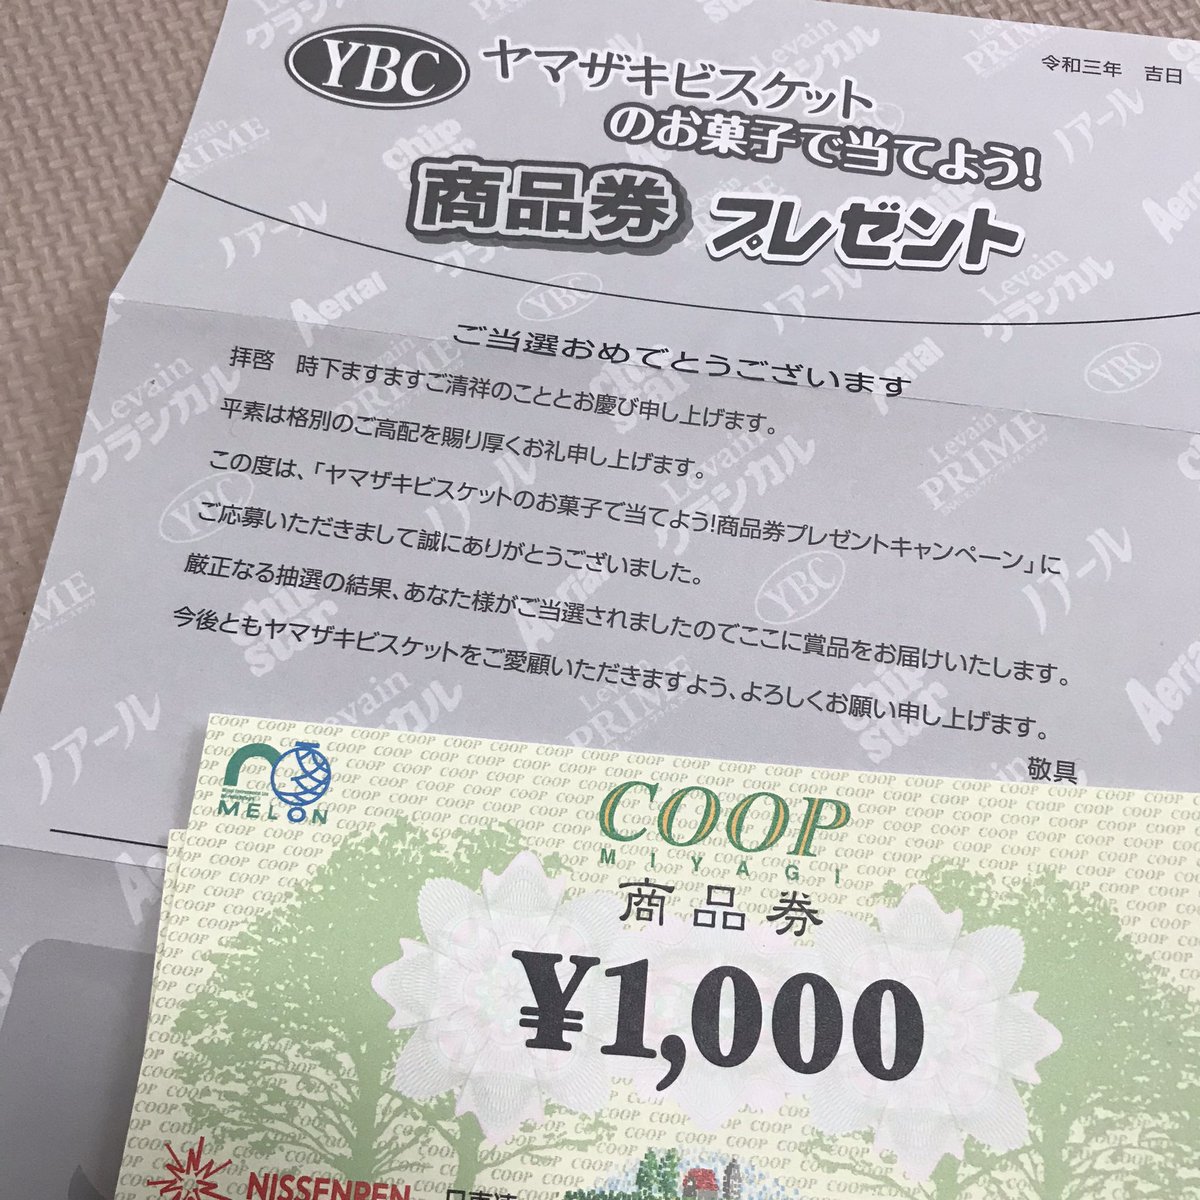 YBC
ヤマザキビスケット
のお菓子で当てよう!
商品券 プレゼント
令和三年 吉日
ご当選おめでとうございます
拝啓 時下ますますご清祥のこととお慶び申し上げます。
平素は格別のご高配を賜り厚くお礼申し上げます。
この度は、「ヤマザキビスケットのお菓子で当てよう!商品券プレゼントキャンペーン」に
ご応募いただきまして誠にありがとうございました。
厳正なる抽選の結果、あなた様がご当選されましたのでここに賞品をお届けいたします。
今後ともヤマザキビスケットをご愛顧いただきますよう、よろしくお願い申し上げます。
敬具
MELON
COOP
MIYAGI
商品券
¥1,000
NISSENREN